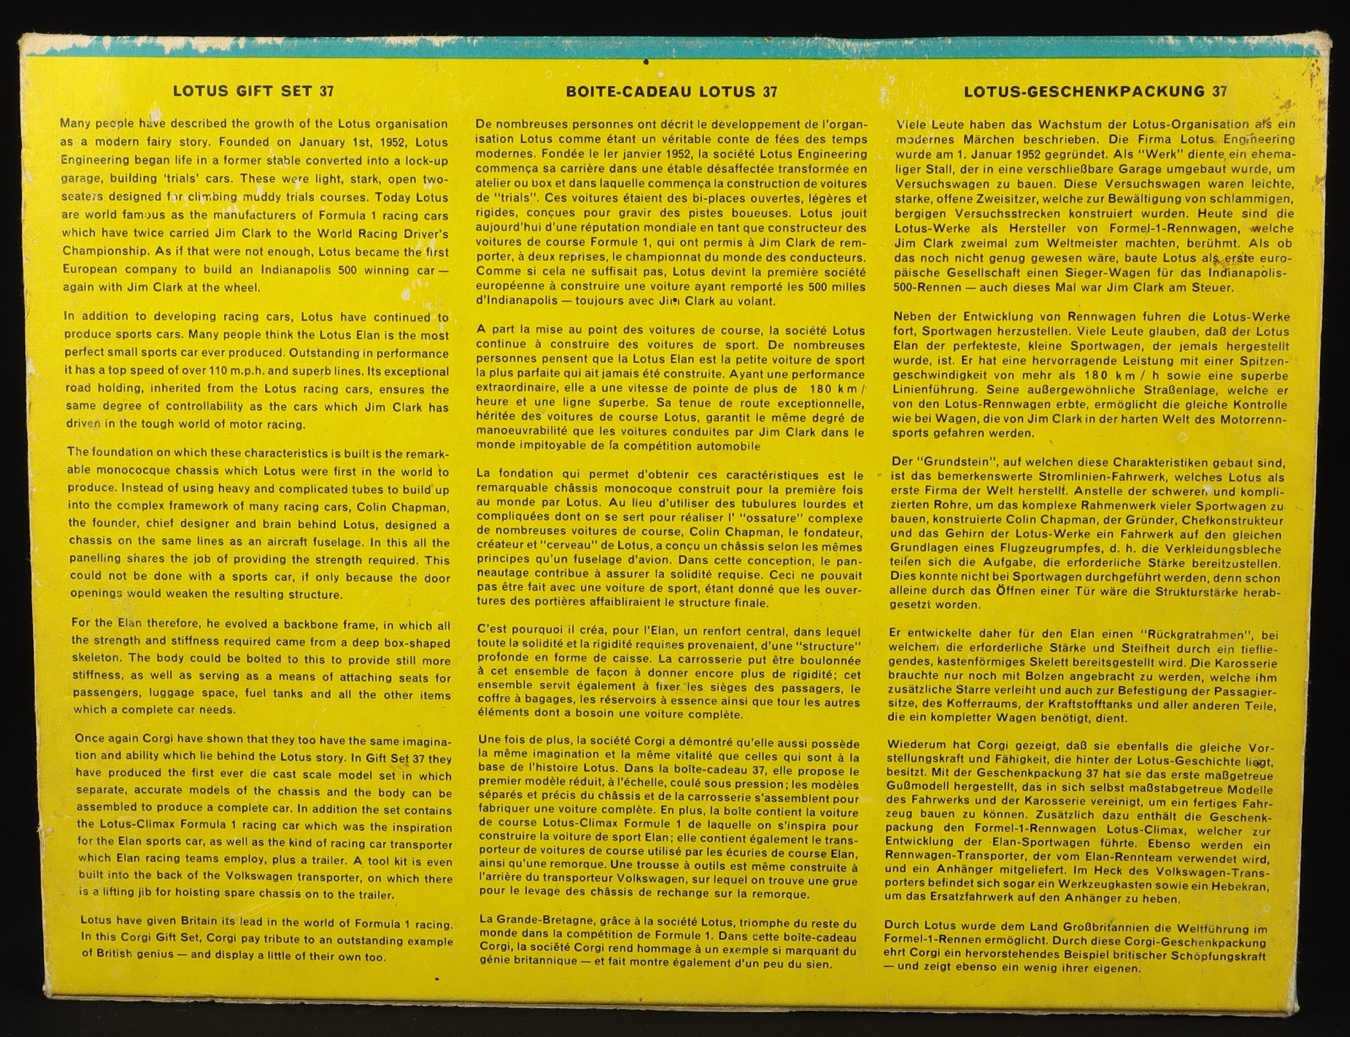 LOTUS GIFT SET 37
Many people have described the growth of the Lotus organisation
as a modern fairy story. Founded on January 1st, 1952, Lotus
Engineering began life in a former stable converted into a lock-up
garage, building 'trials' cars. These were light, stark, open two-
seaters designed for climbing muddy trials courses. Today Lotus
are world famous as the manufacturers of Formula 1 racing cars
which have twice carried Jim Clark to the World Racing Driver's
Championship. As if that were not enough, Lotus became the first
European company to build an Indianapolis 500 winning car —
again with Jim Clark at the wheel.
In addition to developing racing cars, Lotus have continued to
produce sports cars. Many people think the Lotus Elan is the most
perfect small sports car ever produced. Outstanding in performance
it has a top speed of over 110 m.p.h. and superb lines. Its exceptional
road holding, inherited from the Lotus racing cars, ensures the
same degree of controllability as the cars which Jim Clark has
driven in the tough world of motor racing.
The foundation on which these characteristics is built is the remark-
able monococque chassis which Lotus were first in the world to
produce. Instead of using heavy and complicated tubes to build up
into the complex framework of many racing cars, Colin Chapman,
the founder, chief designer and brain behind Lotus, designed a
chassis on the same lines as an aircraft fuselage. In this all the
panelling shares the job of providing the strength required. This
could not be done with a sports car, if only because the door
openings would weaken the resulting structure.
For the Elan therefore, he evolved a backbone frame, in which all
the strength and stiffness required came from a deep box-shaped
skeleton. The body could be bolted to this to provide still more
stiffness, as well as serving as a means of attaching seats for
passengers, luggage space, fuel tanks and all the other items
which a complete car needs.
Once again Corgi have shown that they too have the same imagina-
tion and ability which lie behind the Lotus story. In Gift Set 37 they
have produced the first ever die cast scale model set in which
separate, accurate models of the chassis and the body can be
assembled to produce a complete car. In addition the set contains
the Lotus-Climax Formula 1 racing car which was the inspiration
for the Elan sports car, as well as the kind of racing car transporter
which Elan racing teams employ, plus a trailer. A tool kit is even
built into the back of the Volkswagen transporter, on which there
is a lifting jib for hoisting spare chassis on to the trailer.
Lotus have given Britain its lead in the world of Formula 1 racing.
In this Corgi Gift Set, Corgi pay tribute to an outstanding example
of British genius — and display a little of their own too.
BOITE-CADEAU LOTUS 37
De nombreuses personnes ont décrit le développement de l'organ-
isation Lotus comme étant un véritable conte de fées des temps
modernes. Fondée le ler janvier 1952, la société Lotus Engineering
commença sa carrière dans une étable désaffectée transformée en
atelier ou box et dans laquelle commença la construction de voitures
de "trials". Ces voitures étaient des bi-places ouvertes, légères et
rigides, conçues pour gravir des pistes boueuses. Lotus jouit
aujourd'hui d'une réputation mondiale en tant que constructeur des
voitures de course Formule 1, qui ont permis à Jim Clark de rem-
porter, à deux reprises, le championnat du monde des conducteurs.
Comme si cela ne suffisait pas, Lotus devint la première société
européenne à construire une voiture ayant remporté les 500 milles
d'Indianapolis — toujours avec Jim Clark au volant.
A part la mise au point des voitures de course, la société Lotus
continue à construire des voitures de sport. De nombreuses
personnes pensent que la Lotus Elan est la petite voiture de sport
la plus parfaite qui ait jamais été construite. Ayant une performance
extraordinaire, elle a une vitesse de pointe de plus de 180 km/
heure et une ligne superbe. Sa tenue de route exceptionnelle,
héritée des voitures de course Lotus, garantit le même degré de
manoeuvrabilité que les voitures conduites par Jim Clark dans le
monde impitoyable de la compétition automobile
La fondation qui permet d'obtenir ces caractéristiques est le
remarquable châssis monocoque construit pour la première fois
au monde par Lotus. Au lieu d'utiliser des tubulures lourdes et
compliquées dont on se sert pour réaliser l' "ossature" complexe
de nombreuses voitures de course, Colin Chapman, le fondateur,
créateur et "cerveau" de Lotus, a conçu un châssis selon les mêmes
principes qu'un fuselage d'avion. Dans cette conception, le pan-
neautage contribue à assurer la solidité requise. Ceci ne pouvait
pas être fait avec une voiture de sport, étant donné que les ouver-
tures des portières affaibliraient le structure finale.
C'est pourquoi il créa, pour l'Elan, un renfort central, dans lequel
toute la solidité et la rigidité requises provenaient, d'une "structure"
profonde en forme de caisse. La carrosserie put être boulonnée
à cet ensemble de façon à donner encore plus de rigidité; cet
ensemble servit également à fixer les sièges des passagers, le
coffre à bagages, les réservoirs à essence ainsi que tour les autres
éléments dont a bosoin une voiture complète.
Une fois de plus, la société Corgi a démontré qu'elle aussi possède
la même imagination et la même vitalité que celles qui sont à la
base de l'histoire Lotus. Dans la boîte-cadeau 37, elle propose le
premier modèle réduit, à l'échelle, coulé sous pression; les modèles
séparés et précis du châssis et de la carrosserie s'assemblent pour
fabriquer une voiture complète. En plus, la boîte contient la voiture
de course Lotus-Climax Formule 1 de laquelle on s'inspira pour
construire la voiture de sport Elan; elle contient également le trans-
porteur de voitures de course utilisé par les écuries de course Elan,
ainsi qu'une remorque. Une trousse à outils est même construite à
l'arrière du transporteur Volkswagen, sur lequel on trouve une grue
pour le levage des châssis de rechange sur la remorque.
La Grande-Bretagne, grâce à la société Lotus, triomphe du reste du
monde dans la compétition de Formule 1. Dans cette boîte-cadeau
Corgi, la société Corgi rend hommage à un exemple si marquant du
génie britannique — et fait montre également d'un peu du sien.
LOTUS-GESCHENKPACKUNG 37
Viele Leute haben das Wachstum der Lotus-Organisation als ein
modernes Märchen beschrieben. Die Firma Lotus Engineering
wurde am 1. Januar 1952 gegründet. Als "Werk" diente ein ehema-
liger Stall, der in eine verschließbare Garage umgebaut wurde, um
Versuchswagen zu bauen. Diese Versuchswagen waren leichte,
starke, offene Zweisitzer, welche zur Bewältigung von schlammigen,
bergigen Versuchsstrecken konstruiert wurden. Heute sind die
Lotus-Werke als Hersteller von Formel-1-Rennwagen, welche
Jim Clark zweimal zum Weltmeister machten, berühmt. Als ob
das noch nicht genug gewesen wäre, baute Lotus als erste euro-
päische Gesellschaft einen Sieger-Wagen für das Indianapolis-
500-Rennen — auch dieses Mal war Jim Clark am Steuer.
Neben der Entwicklung von Rennwagen fuhren die Lotus-Werke
fort, Sportwagen herzustellen. Viele Leute glauben, daß der Lotus
Elan der perfekteste, kleine Sportwagen, der jemals hergestellt
wurde, ist. Er hat eine hervorragende Leistung mit einer Spitzen-
geschwindigkeit von mehr als 180 km/h sowie eine superbe
Linienführung. Seine außergewöhnliche Straßenlage, welche er
von den Lotus-Rennwagen erbte, ermöglicht die gleiche Kontrolle
wie bei Wagen, die von Jim Clark in der harten Welt des Motorrenn-
sports gefahren werden.
Der "Grundstein", auf welchen diese Charakteristiken gebaut sind,
ist das bemerkenswerte Stromlinien-Fahrwerk, welches Lotus als
erste Firma der Welt herstellt. Anstelle der schweren und kompli-
zierten Rohre, um das komplexe Rahmenwerk vieler Sportwagen zu
bauen, konstruierte Colin Chapman, der Gründer, Chefkonstrukteur
und das Gehirn der Lotus-Werke ein Fahrwerk auf den gleichen
Grundlagen eines Flugzeugrumpfes, d. h. die Verkleidungsbleche
teilen sich die Aufgabe, die erforderliche Stärke bereitzustellen.
Dies konnte nicht bei Sportwagen durchgeführt werden, denn schon
alleine durch das Öffnen einer Tür wäre die Strukturstärke herab-
gesetzt worden.
Er entwickelte daher für den Elan einen "Rückgratrahmen", bei
welchem die erforderliche Stärke und Steifheit durch ein tieflie-
gendes, kastenförmiges Skelett bereitsgestellt wird. Die Karosserie
brauchte nur noch mit Bolzen angebracht zu werden, welche ihm
zusätzliche Starre verleiht und auch zur Befestigung der Passagier-
sitze, des Kofferraums, der Kraftstofftanks und aller anderen Teile,
die ein kompletter Wagen benötigt, dient.
Wiederum hat Corgi gezeigt, daß sie ebenfalls die gleiche Vor-
stellungskraft und Fähigkeit, die hinter der Lotus-Geschichte liegt,
besitzt. Mit der Geschenkpackung 37 hat sie das erste maßgetreue
Gußmodell hergestellt, das in sich selbst maßstabgetreue Modelle
des Fahrwerks und der Karosserie vereinigt, um ein fertiges Fahr-
zeug bauen zu können. Zusätzlich dazu enthält die Geschenk-
packung den Formel-1-Rennwagen Lotus-Climax, welcher zur
Entwicklung der Elan-Sportwagen führte. Ebenso werden ein
Rennwagen-Transporter, der vom Elan-Rennteam verwendet wird,
und ein Anhänger mitgeliefert. Im Heck des Volkswagen-Trans-
porters befindet sich sogar ein Werkzeugkasten sowie ein Hebekran,
um das Ersatzfahrwerk auf den Anhänger zu heben.
Durch Lotus wurde dem Land Großbritannien die Weltführung im
Formel-1-Rennen ermöglicht. Durch diese Corgi-Geschenkpackung
ehrt Corgi ein hervorstehendes Beispiel britischer Schöpfungskraft
— und zeigt ebenso ein wenig ihrer eigenen.